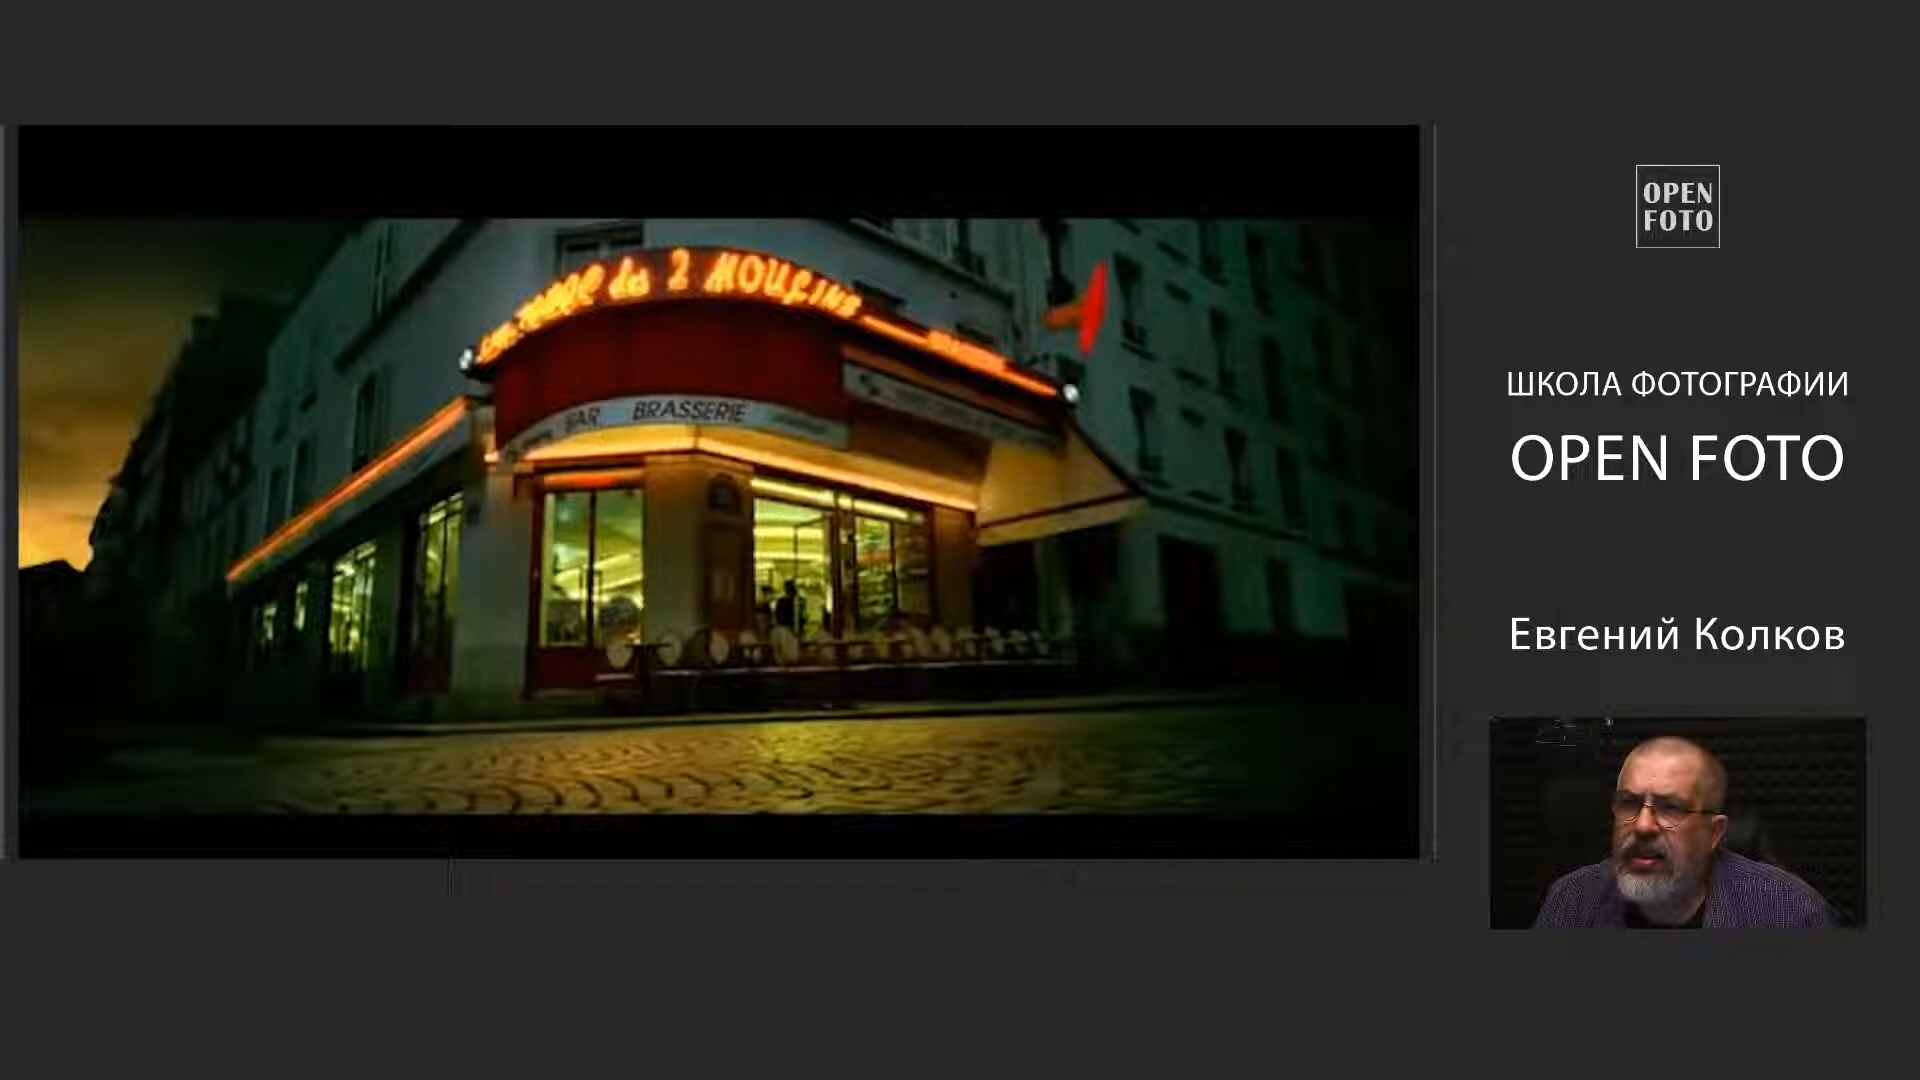 des 2 MOULINS
BAR BRASSERIE
OPEN
FOTO
ШКОЛА ФОТОГРАФИИ
OPEN FOTO
Евгений Колков